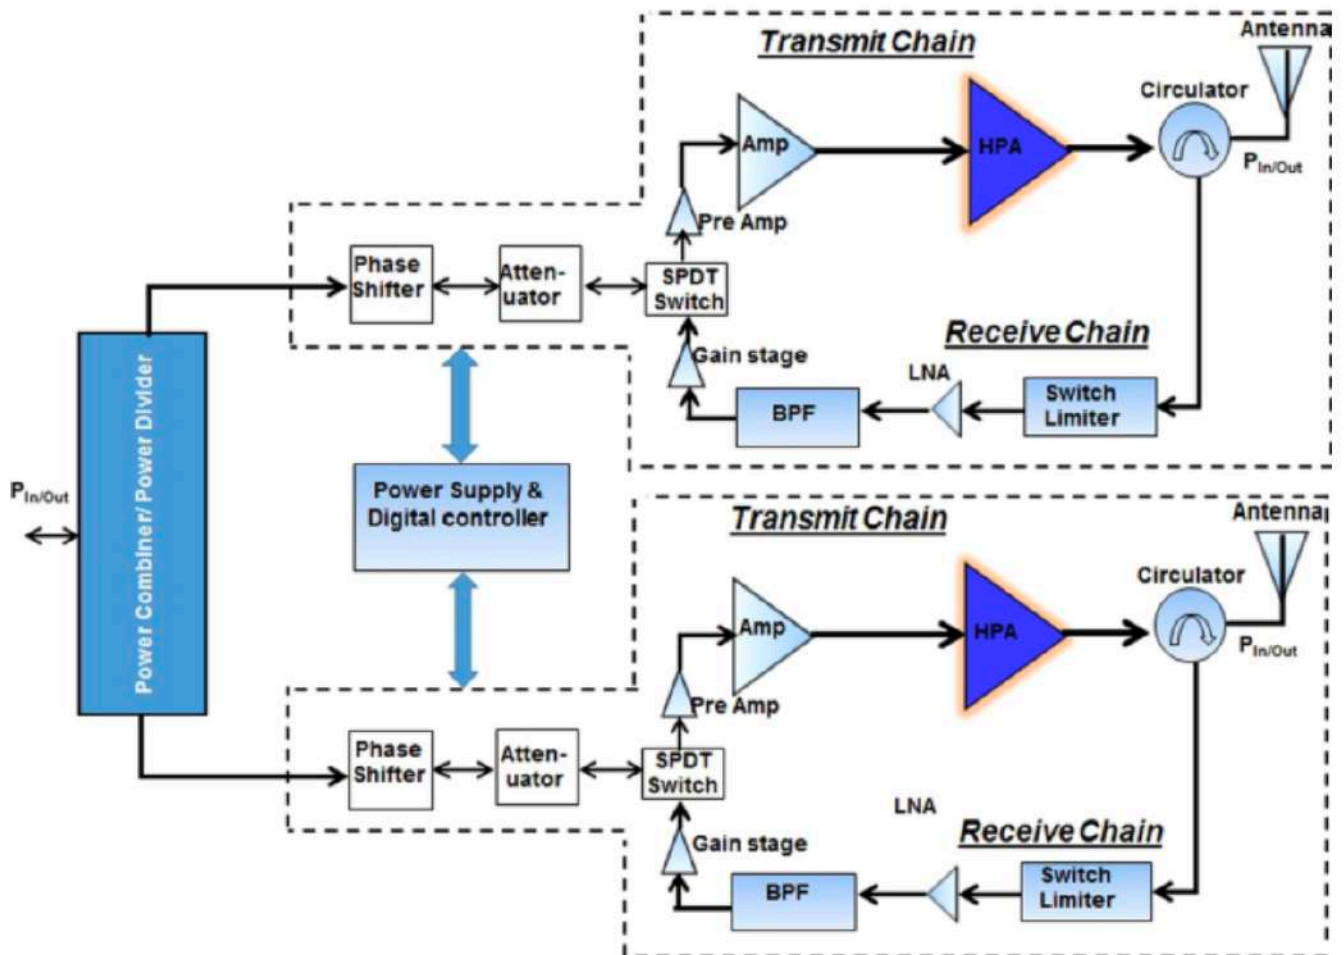 Transmit Chain
Antenna
Circulator
Amp
HPA
P In/Out
Pre Amp
Phase
Shifter
Atten-
uator
SPDT
Switch
Receive Chain
Gain stage
LNA
Switch
Limiter
BPF
Power Combiner/ Power Divider
P In/Out
Power Supply &
Digital controller
Transmit Chain
Antenna
Circulator
Amp
HPA
P In/Out
Pre Amp
Phase
Shifter
Atten-
uator
SPDT
Switch
LNA
Receive Chain
Gain stage
Switch
Limiter
BPF